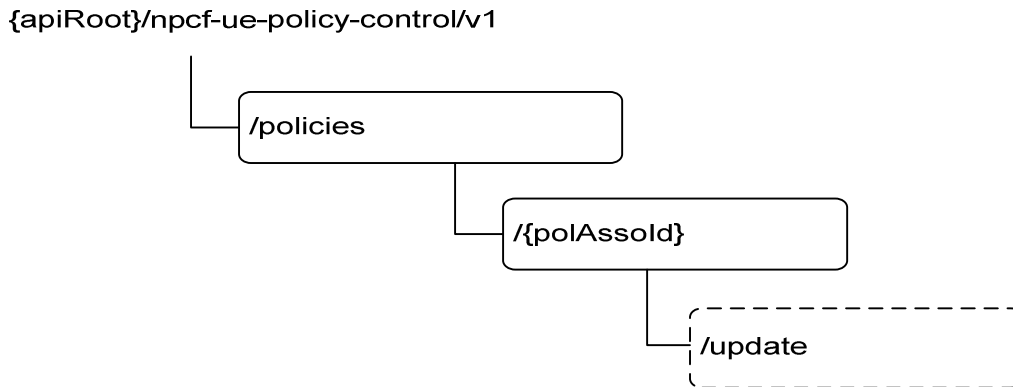 {apiRoot}/npcf-ue-policy-control/v1
/policies
/{polAssoId}
/update